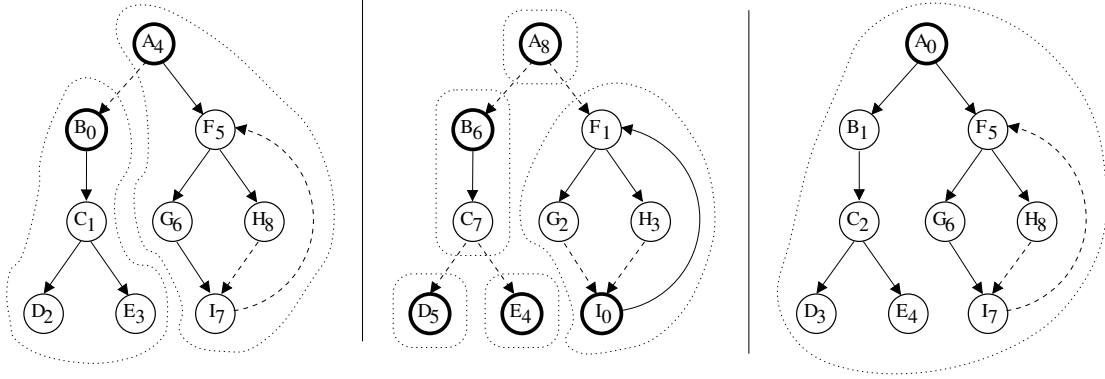 A4 A8 A0
B0 F5 B6 F1 B1 F5
C1 G6 H8 C7 G2 H3 C2 G6 H8
D2 E3 I7 D5 E4 I0 D3 E4 I7